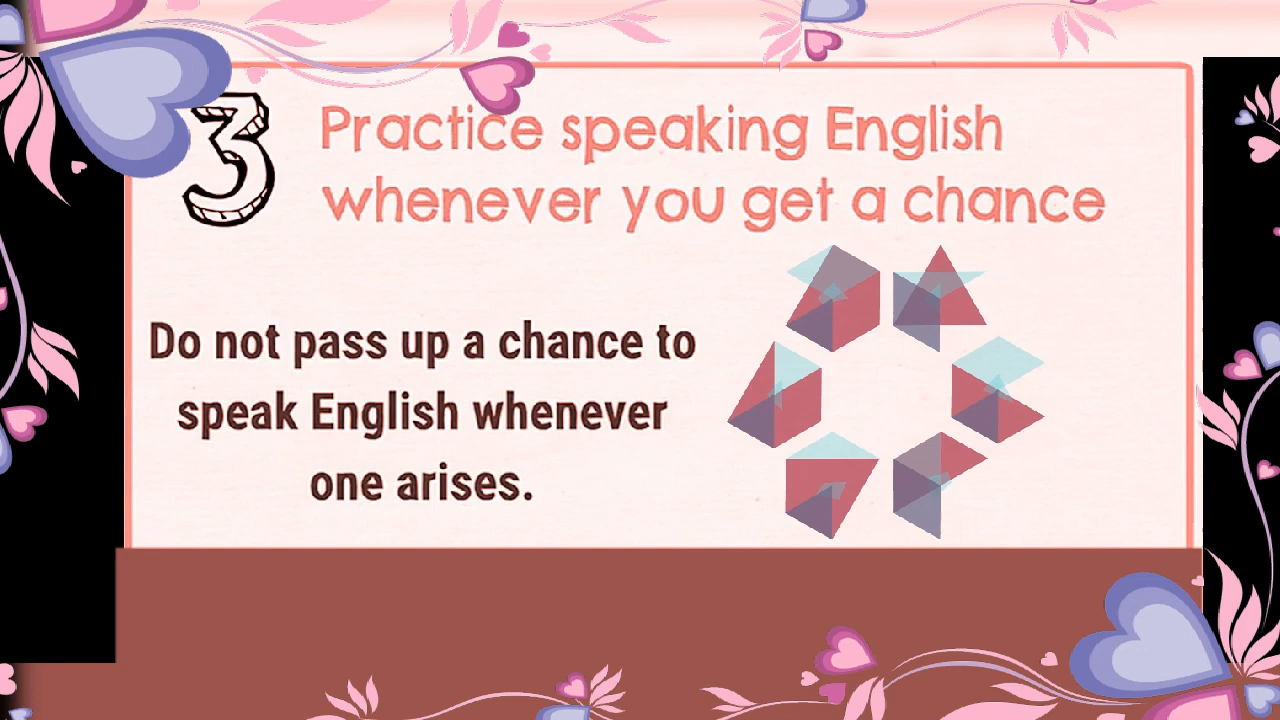 3
Practice speaking English
whenever you get a chance
Do not pass up a chance to
speak English whenever
one arises.